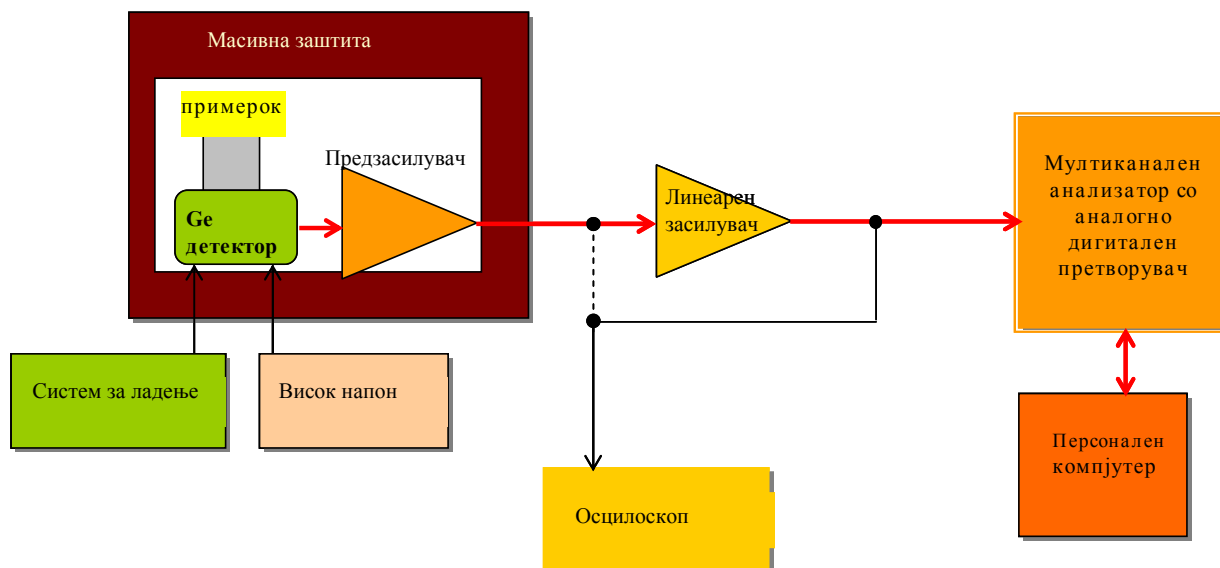 Масивна заштита
примерок
Предзасилувач
Ge
детектор
Линеарен
засилувач
Мултиканален
анализатор со
аналогно
дигитален
претворувач
Систем за ладење
Висок напон
Персонален
компјутер
Осцилоскоп